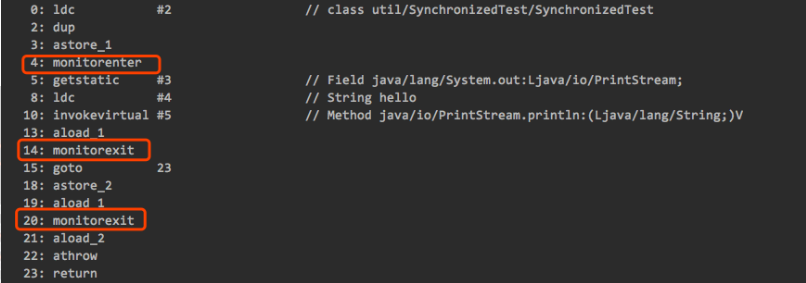 0: ldc #2 // class util/SynchronizedTest/SynchronizedTest
2: dup
3: astore_1
4: monitorenter
5: getstatic #3 // Field java/lang/System.out:Ljava/io/PrintStream;
8: ldc #4 // String hello
10: invokevirtual #5 // Method java/io/PrintStream.println:(Ljava/lang/String;)V
13: aload_1
14: monitorexit
15: goto 23
18: astore_2
19: aload_1
20: monitorexit
21: aload_2
22: athrow
23: return